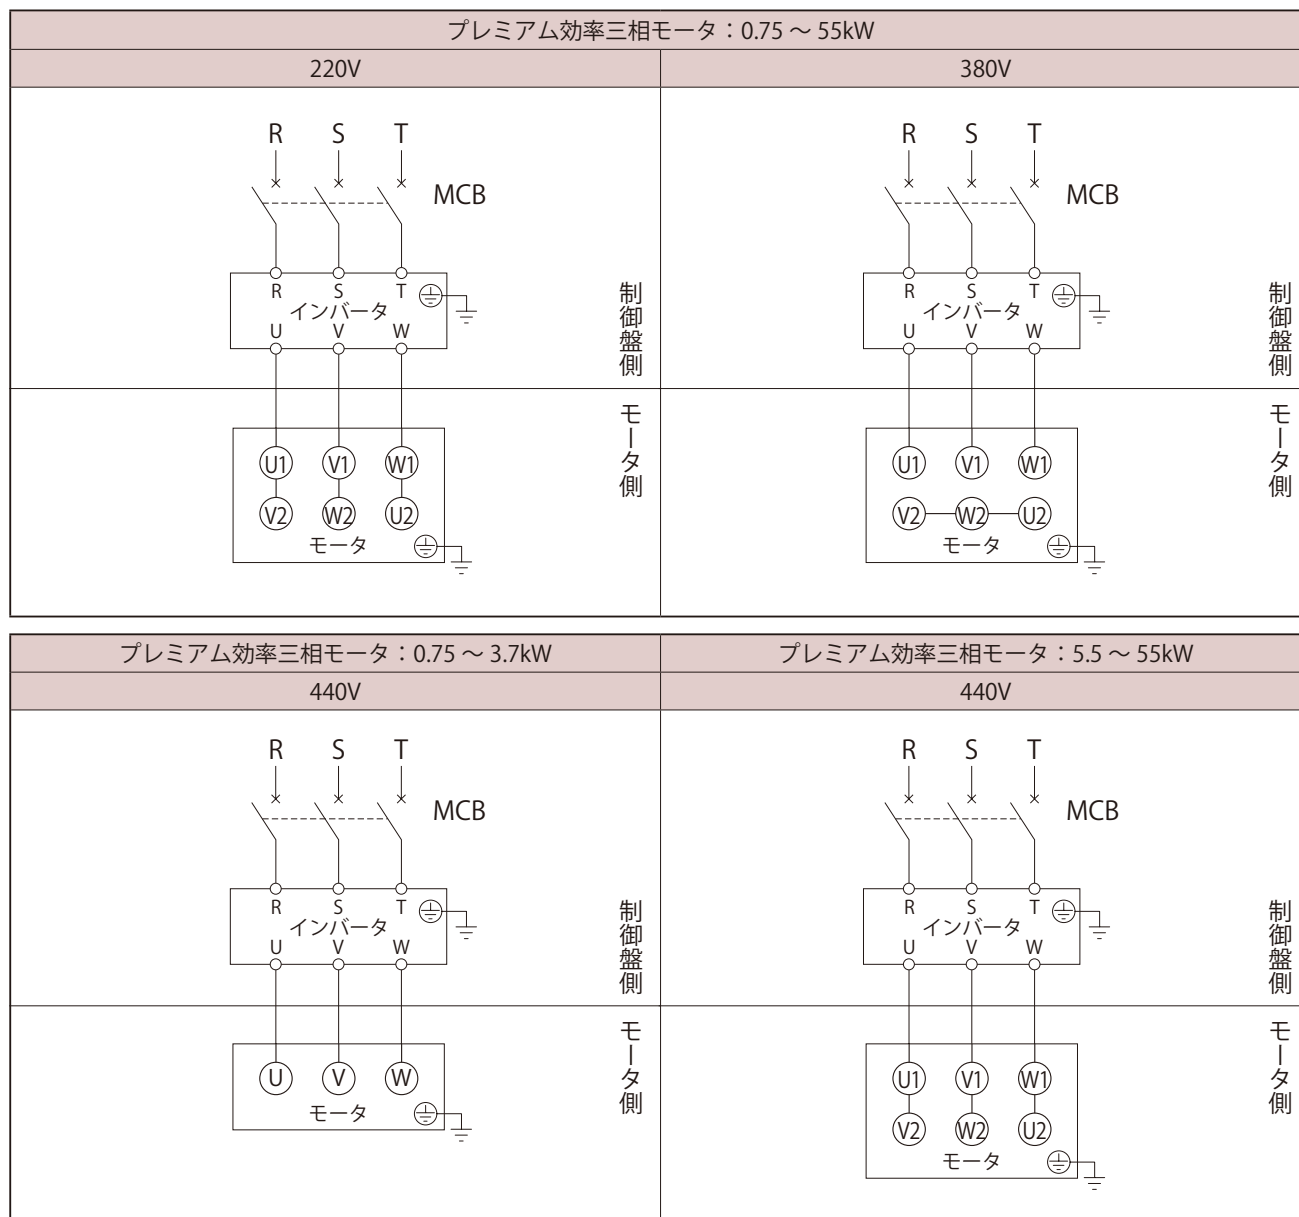 プレミアム効率三相モータ：0.75 ～ 55kW
220V
380V
R S T
MCB
R S T
インバータ
U V W
制御盤側
U1 V1 W1
V2 W2 U2
モータ
モータ側
R S T
MCB
R S T
インバータ
U V W
制御盤側
U1 V1 W1
V2 W2 U2
モータ
モータ側
プレミアム効率三相モータ：0.75 ～ 3.7kW
プレミアム効率三相モータ：5.5 ～ 55kW
440V
440V
R S T
MCB
R S T
インバータ
U V W
制御盤側
U V W
モータ
モータ側
R S T
MCB
R S T
インバータ
U V W
制御盤側
U1 V1 W1
V2 W2 U2
モータ
モータ側